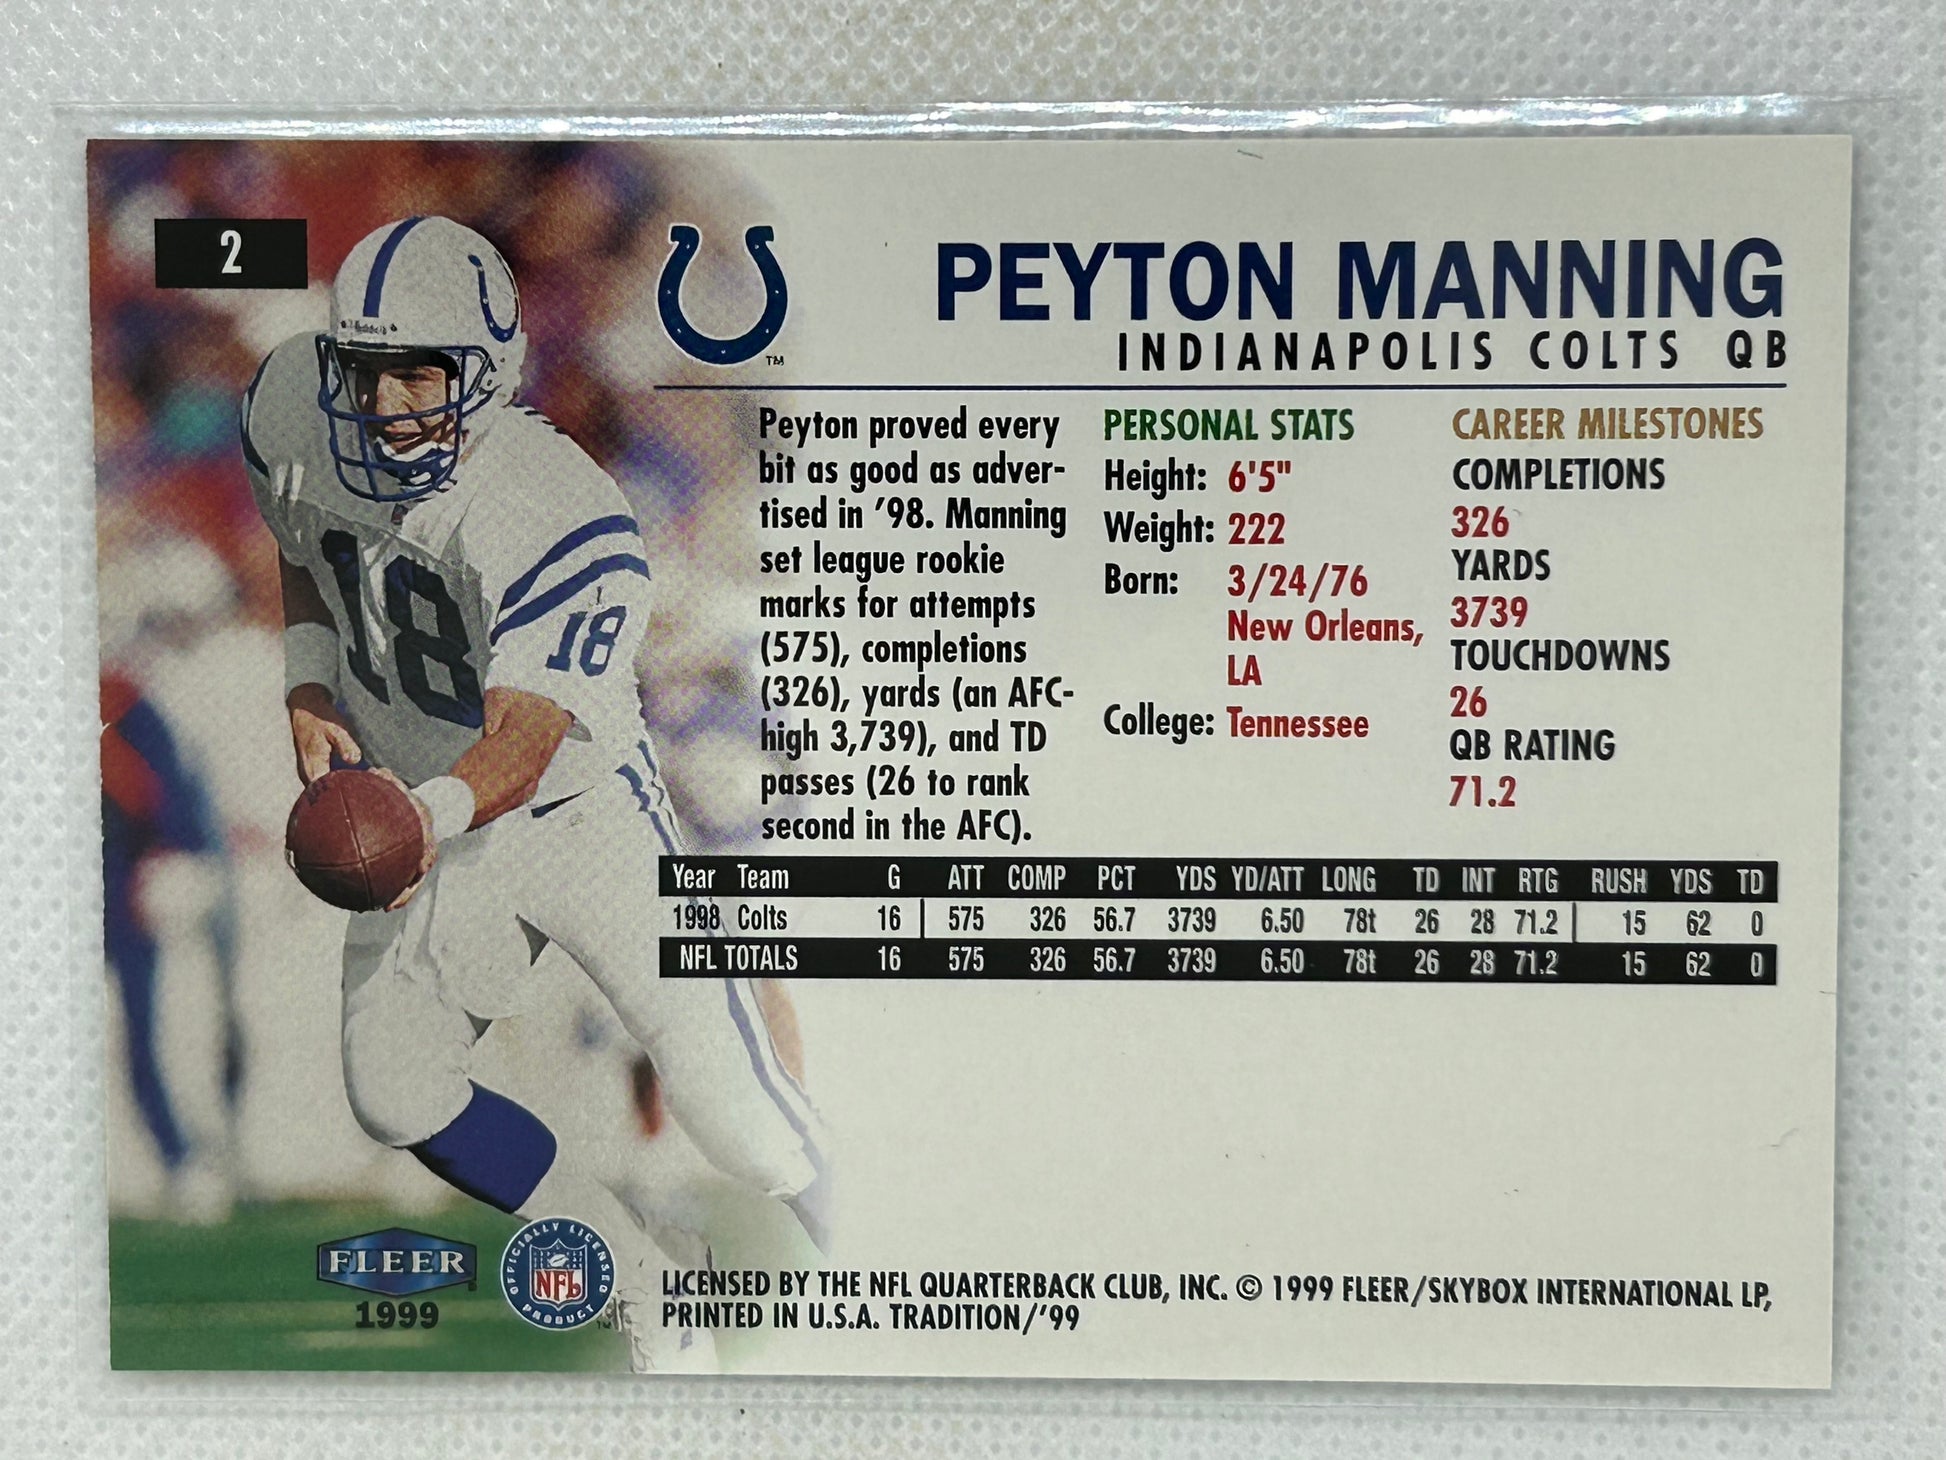 2
PEYTON MANNING
TM
INDIANAPOLIS COLTS QB
Peyton proved every
bit as good as adver-
tised in '98. Manning
set league rookie
marks for attempts
(575), completions
(326), yards (an AFC-
high 3,739), and TD
passes (26 to rank
second in the AFC).
PERSONAL STATS
Height: 6'5"
Weight: 222
Born: 3/24/76
New Orleans,
LA
College: Tennessee
CAREER MILESTONES
COMPLETIONS
326
YARDS
3739
TOUCHDOWNS
26
QB RATING
71.2
18
18
Year Team G ATT COMP PCT YDS YD/ATT LONG TD INT RTG RUSH YDS TD
1998 Colts 16 575 326 56.7 3739 6.50 78t 26 28 71.2 15 62 0
NFL TOTALS 16 575 326 56.7 3739 6.50 78t 26 28 71.2 15 62 0
FLEER
1999
OFFICIALLY LICENSED
NFL
PRODUCT
LICENSED BY THE NFL QUARTERBACK CLUB, INC. © 1999 FLEER/SKYBOX INTERNATIONAL LP,
PRINTED IN U.S.A. TRADITION/'99